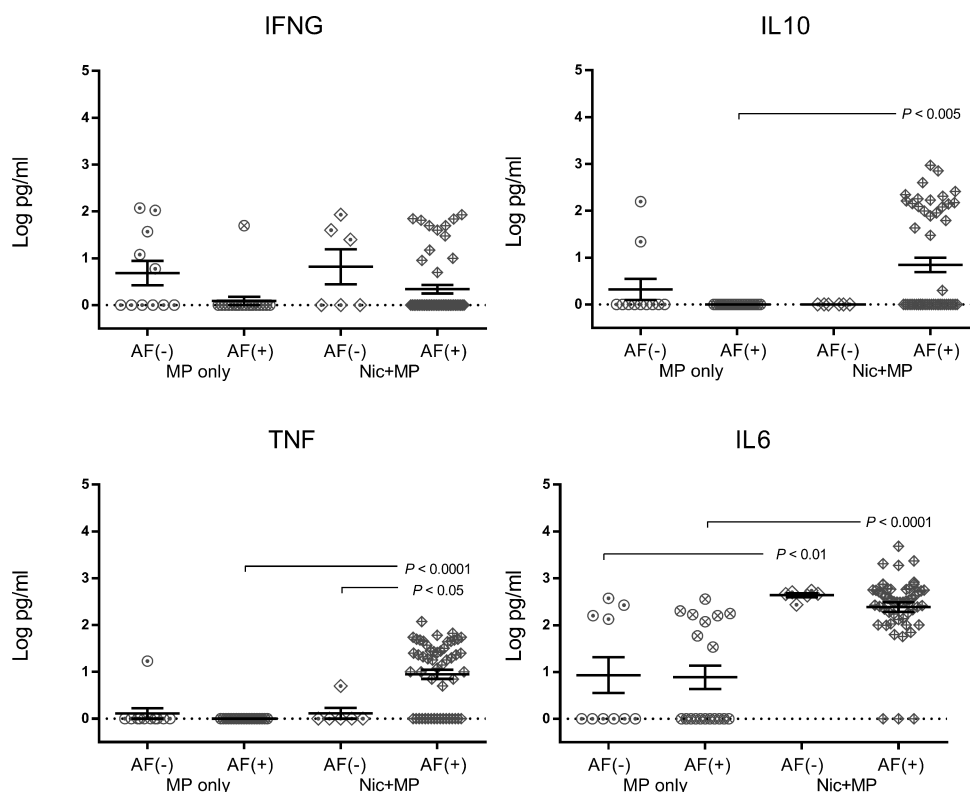 IFNG
5
4
3
2
1
0
Log pg/ml
AF(-) AF(+) AF(-) AF(+)
MP only Nic+MP
IL10
5
4
3
2
1
0
Log pg/ml
P < 0.005
AF(-) AF(+) AF(-) AF(+)
MP only Nic+MP
TNF
5
4
3
2
1
0
Log pg/ml
P < 0.0001
P < 0.05
AF(-) AF(+) AF(-) AF(+)
MP only Nic+MP
IL6
5
4
3
2
1
0
Log pg/ml
P < 0.0001
P < 0.01
AF(-) AF(+) AF(-) AF(+)
MP only Nic+MP